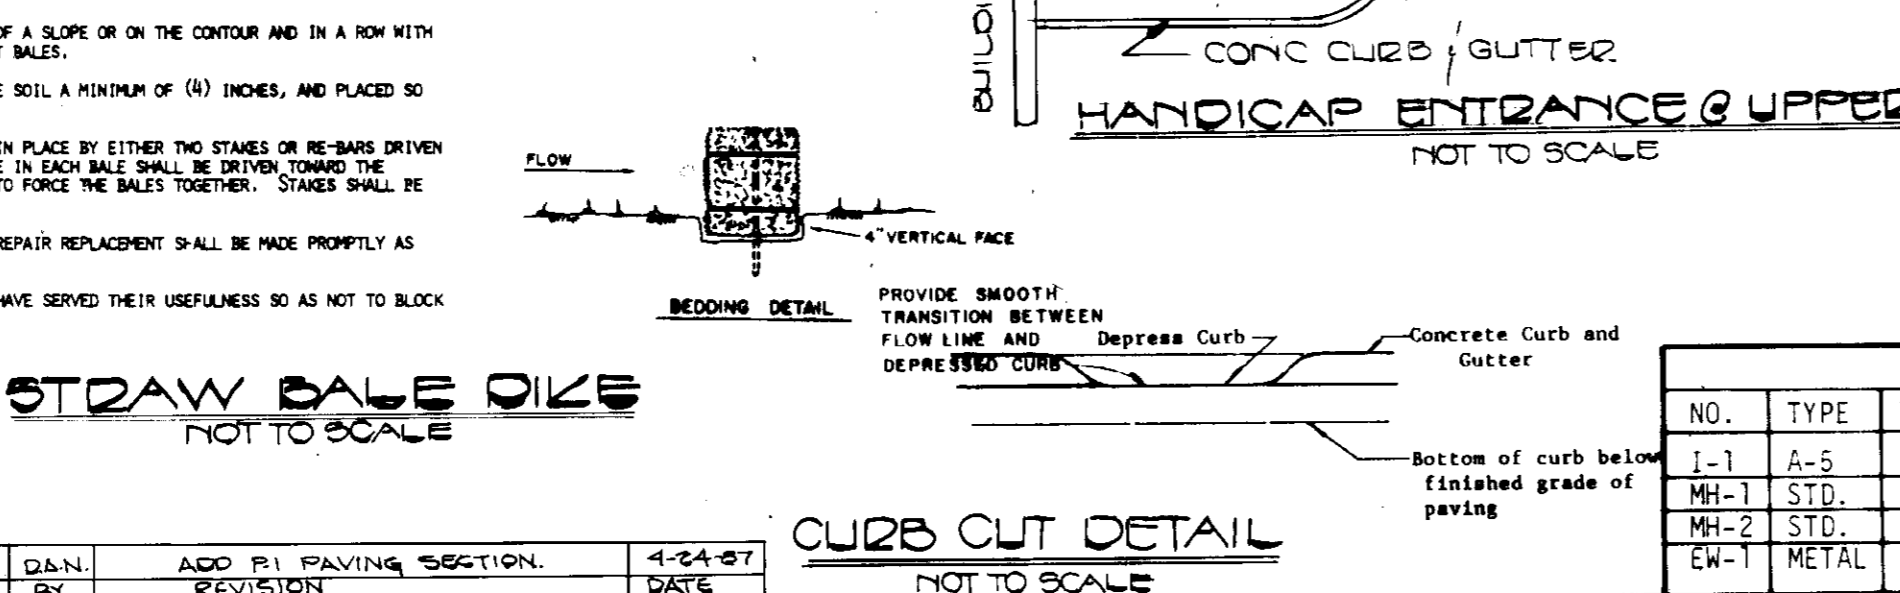 OF A SLOPE OR ON THE CONTOUR AND IN A ROW WITH
BALES.
SOIL A MINIMUM OF (4) INCHES, AND PLACED SO
IN PLACE BY EITHER TWO STAKES OR RE-BARS DRIVEN
IN EACH BALE SHALL BE DRIVEN TOWARD THE
TO FORCE THE BALES TOGETHER. STAKES SHALL BE
REPAIR REPLACEMENT SHALL BE MADE PROMPTLY AS
HAVE SERVED THEIR USEFULNESS SO AS NOT TO BLOCK
STRAW BALE DIKE
NOT TO SCALE
FLOW
4" VERTICAL FACE
BEDDING DETAIL
CONC CURB & GUTTER
HANDICAP ENTRANCE @ UPPER
NOT TO SCALE
PROVIDE SMOOTH
TRANSITION BETWEEN
FLOW LINE AND
DEPRESSED CURB
Depress Curb
Concrete Curb and
Gutter
Bottom of curb below
finished grade of
paving
CURB CUT DETAIL
NOT TO SCALE
NO. TYPE
I-1 A-5
MH-1 STD.
MH-2 STD.
EW-1 METAL
D.A.N. ADD P.1 PAVING SECTION. 4-24-87
BY REVISION DATE